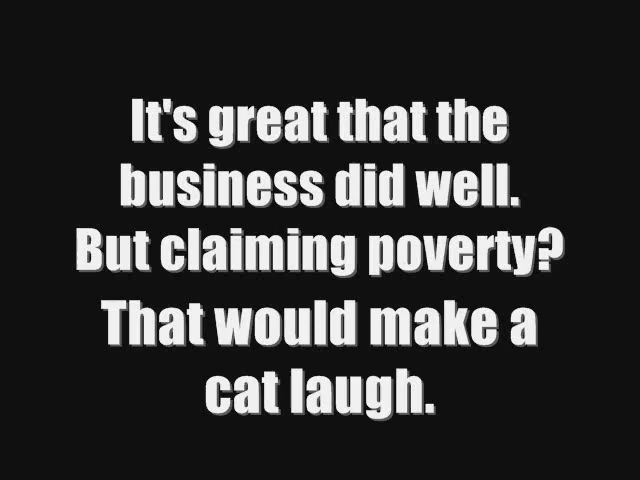 It's great that the
business did well.
But claiming poverty?
That would make a
cat laugh.